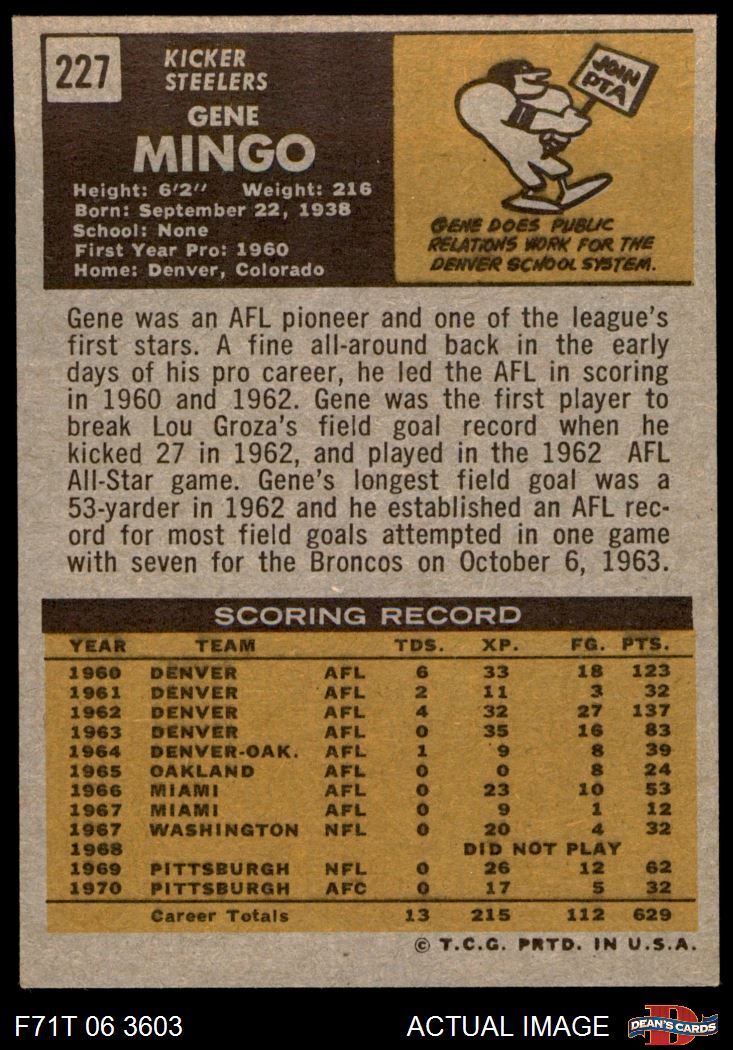 227
KICKER
STEELERS
GENE
MINGO
Height: 6'2" Weight: 216
Born: September 22, 1938
School: None
First Year Pro: 1960
Home: Denver, Colorado
JOIN
PTA
GENE DOES PUBLIC
RELATIONS WORK FOR THE
DENVER SCHOOL SYSTEM.
Gene was an AFL pioneer and one of the league's
first stars. A fine all-around back in the early
days of his pro career, he led the AFL in scoring
in 1960 and 1962. Gene was the first player to
break Lou Groza's field goal record when he
kicked 27 in 1962, and played in the 1962 AFL
All-Star game. Gene's longest field goal was a
53-yarder in 1962 and he established an AFL rec-
ord for most field goals attempted in one game
with seven for the Broncos on October 6, 1963.
SCORING RECORD
YEAR TEAM TDS. XP. FG. PTS.
1960 DENVER AFL 6 33 18 123
1961 DENVER AFL 2 11 3 32
1962 DENVER AFL 4 32 27 137
1963 DENVER AFL 0 35 16 83
1964 DENVER-OAK. AFL 1 9 8 39
1965 OAKLAND AFL 0 0 8 24
1966 MIAMI AFL 0 23 10 53
1967 MIAMI AFL 0 9 1 12
1967 WASHINGTON NFL 0 20 4 32
1968 DID NOT PLAY
1969 PITTSBURGH NFL 0 26 12 62
1970 PITTSBURGH AFC 0 17 5 32
Career Totals 13 215 112 629
© T.C.G. PRTD. IN U.S.A.
F71T 06 3603
ACTUAL IMAGE
D
DEAN'S CARDS